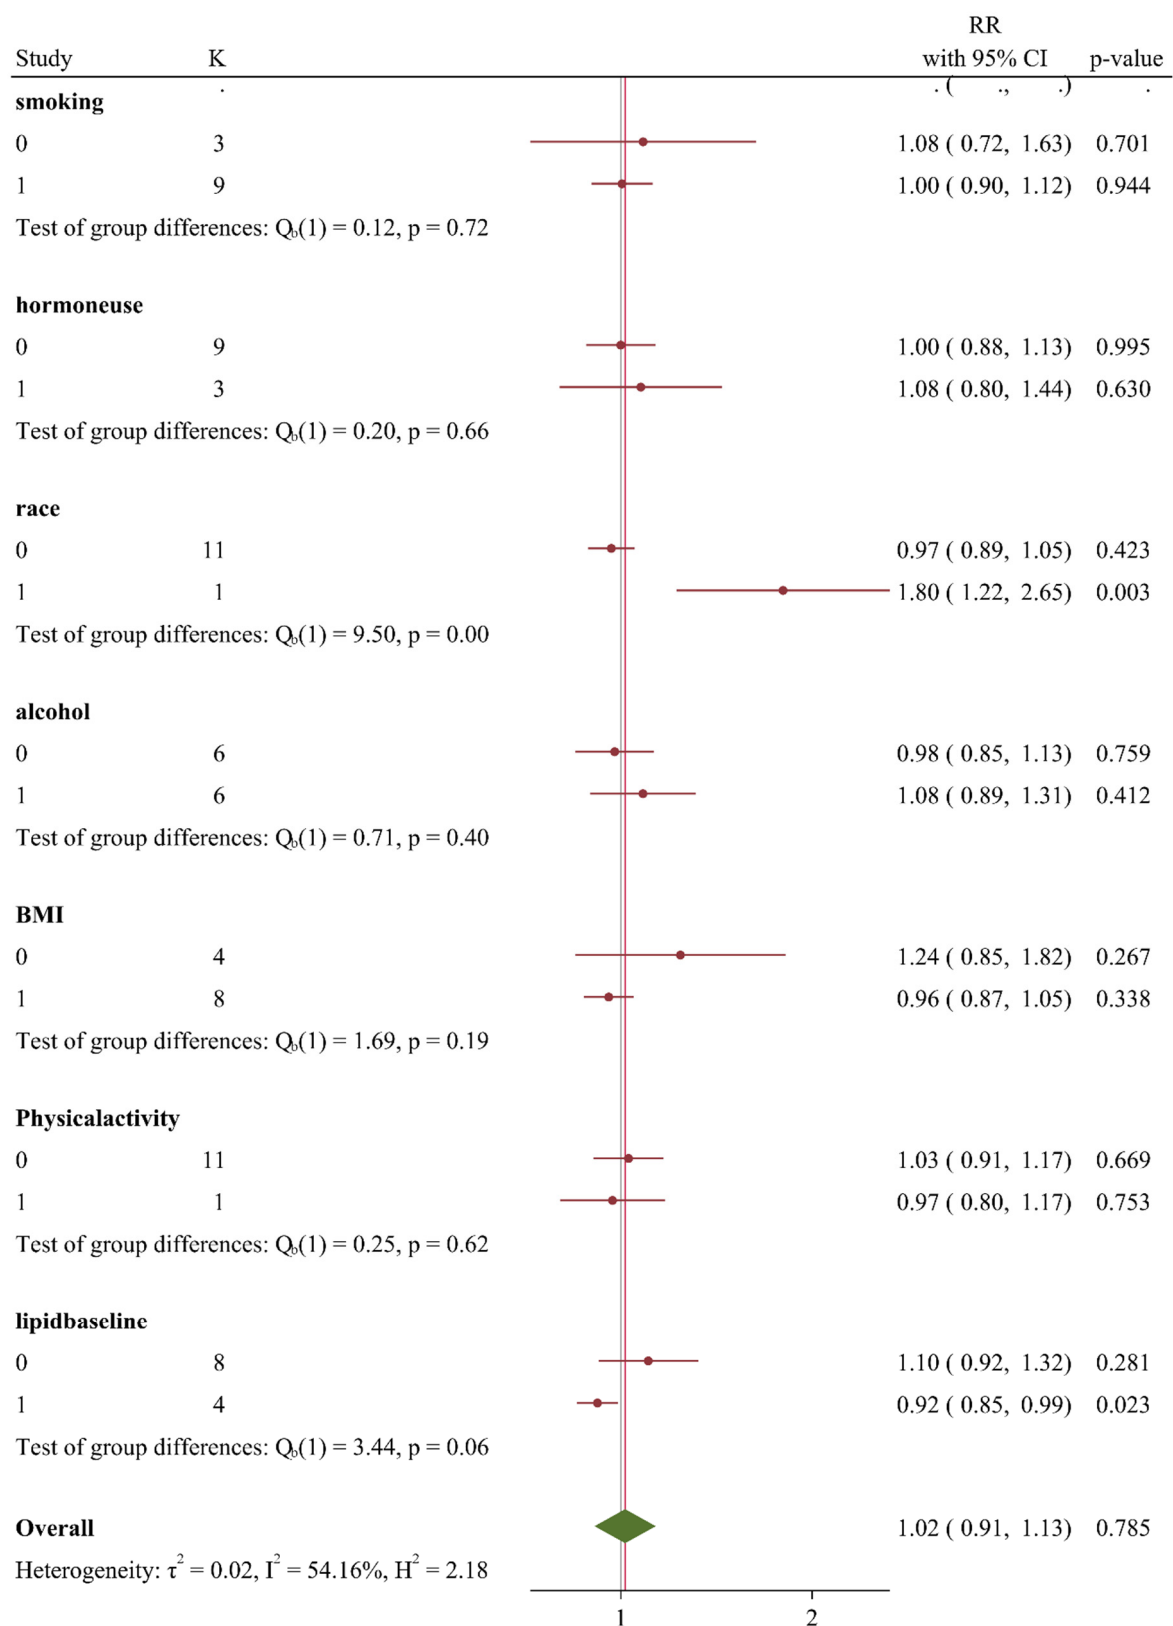 RR
Study K with 95% CI p-value
. . ( ., .) .
smoking
0 3 1.08 ( 0.72, 1.63) 0.701
1 9 1.00 ( 0.90, 1.12) 0.944
Test of group differences: Q_b(1) = 0.12, p = 0.72
hormoneuse
0 9 1.00 ( 0.88, 1.13) 0.995
1 3 1.08 ( 0.80, 1.44) 0.630
Test of group differences: Q_b(1) = 0.20, p = 0.66
race
0 11 0.97 ( 0.89, 1.05) 0.423
1 1 1.80 ( 1.22, 2.65) 0.003
Test of group differences: Q_b(1) = 9.50, p = 0.00
alcohol
0 6 0.98 ( 0.85, 1.13) 0.759
1 6 1.08 ( 0.89, 1.31) 0.412
Test of group differences: Q_b(1) = 0.71, p = 0.40
BMI
0 4 1.24 ( 0.85, 1.82) 0.267
1 8 0.96 ( 0.87, 1.05) 0.338
Test of group differences: Q_b(1) = 1.69, p = 0.19
Physicalactivity
0 11 1.03 ( 0.91, 1.17) 0.669
1 1 0.97 ( 0.80, 1.17) 0.753
Test of group differences: Q_b(1) = 0.25, p = 0.62
lipidbaseline
0 8 1.10 ( 0.92, 1.32) 0.281
1 4 0.92 ( 0.85, 0.99) 0.023
Test of group differences: Q_b(1) = 3.44, p = 0.06
Overall 1.02 ( 0.91, 1.13) 0.785
Heterogeneity: τ² = 0.02, I² = 54.16%, H² = 2.18
1 2